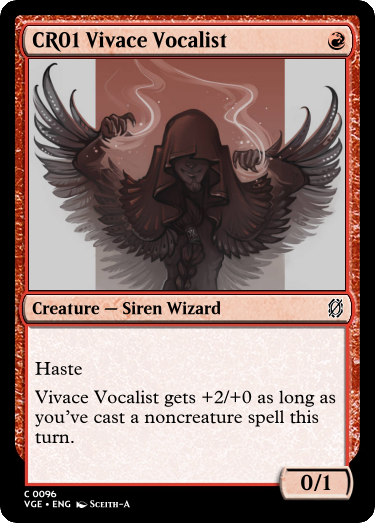 CR01 Vivace Vocalist
Creature — Siren Wizard
Haste
Vivace Vocalist gets +2/+0 as long as
you've cast a noncreature spell this
turn.
0/1
C 0096
VGE • ENG Sceith-A